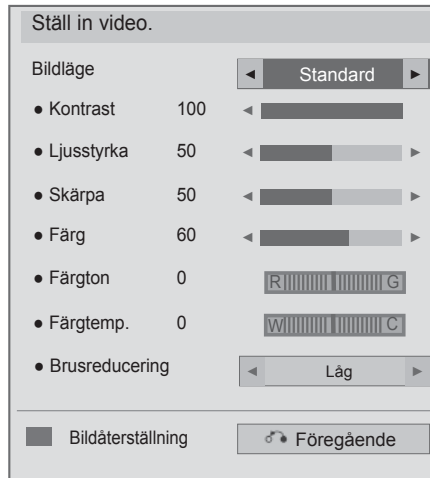 Ställ in video.
Bildläge ◄ Standard ►
● Kontrast 100 ◄
● Ljusstyrka 50 ◄ ►
● Skärpa 50 ◄ ►
● Färg 60 ◄ ►
● Färgton 0 R G
● Färgtemp. 0 W C
● Brusreducering ◄ Låg ►
Bildåterställning Föregående